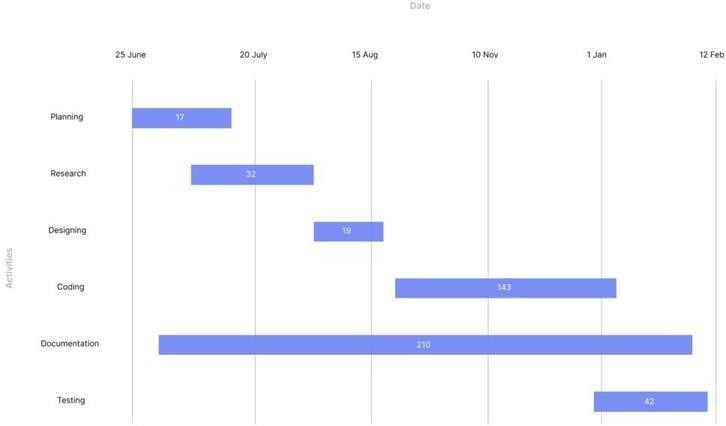 Date
25 June 20 July 15 Aug 10 Nov 1 Jan 12 Feb
Planning 17
Research 32
Designing 19
Activities
Coding 143
Documentation 210
Testing 42